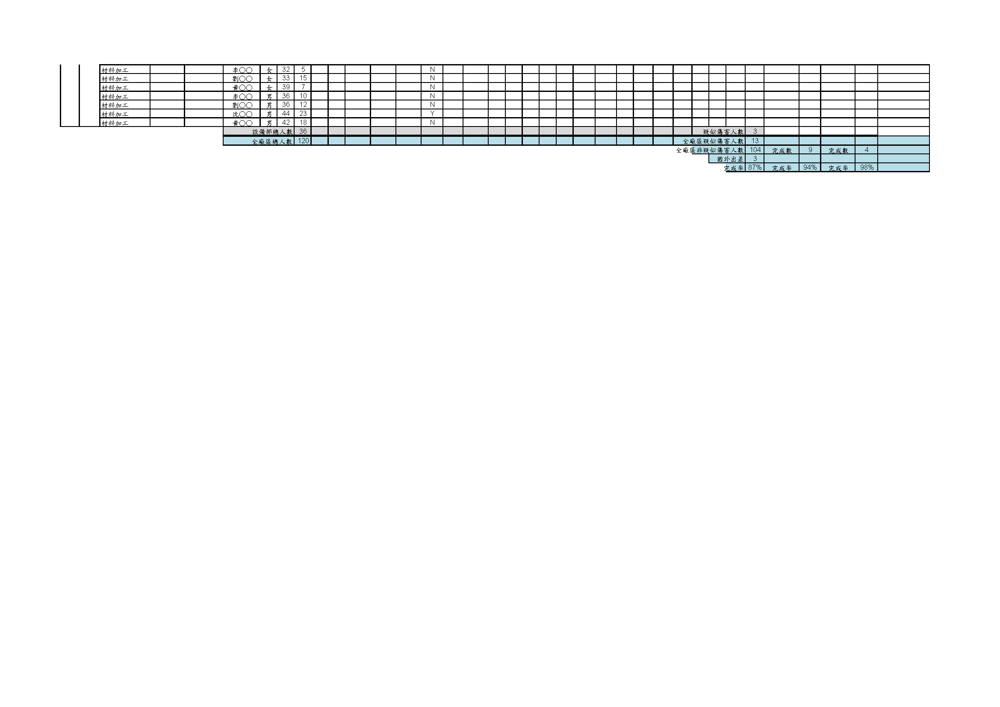 材料加工 李○○ 女 32 5 N
材料加工 劉○○ 女 33 15 N
材料加工 黃○○ 女 39 7 N
材料加工 李○○ 男 36 10 N
材料加工 劉○○ 男 36 12 N
材料加工 沈○○ 男 44 23 Y
材料加工 黃○○ 男 42 18 N
設備部總人數 36 疑似傷害人數 3
全廠區總人數 120 全廠區疑似傷害人數 13
全廠區非疑似傷害人數 104 完成數 9 完成數 4
國外出差 3
完成率 87% 完成率 94% 完成率 98%